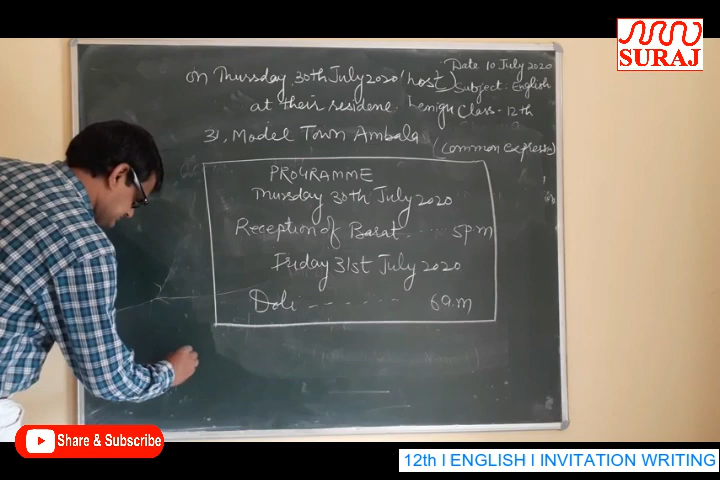 SURAJ
Date 10 July 2020
Subject. English
Class - 12th
(Common Expression)
on Thursday 30th July 2020 (host)
at their residene. benign
31, Model Town Ambala
PROGRAMME
Thursday 30th July 2020
Reception of Barat .... 5 p m
Friday 31st July 2020
Doli ------ 6 a.m
Share & Subscribe
12th I ENGLISH I INVITATION WRITING